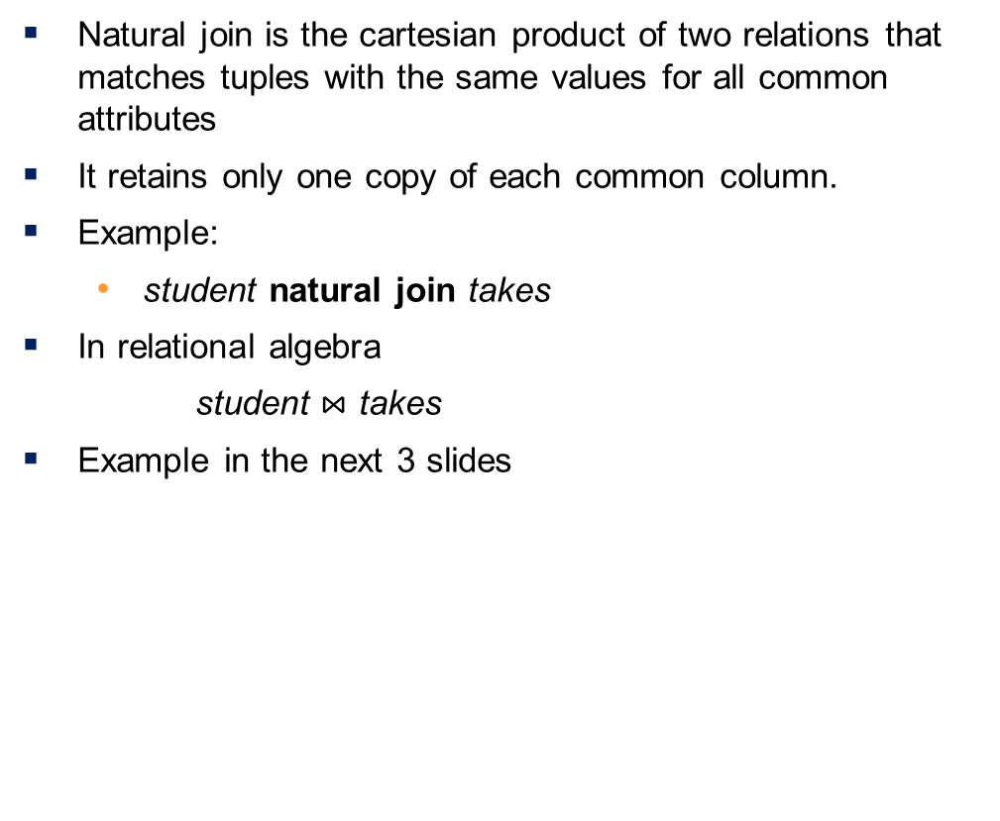 ▪ Natural join is the cartesian product of two relations that
matches tuples with the same values for all common
attributes
▪ It retains only one copy of each common column.
▪ Example:
• student natural join takes
▪ In relational algebra
student ⋈ takes
▪ Example in the next 3 slides